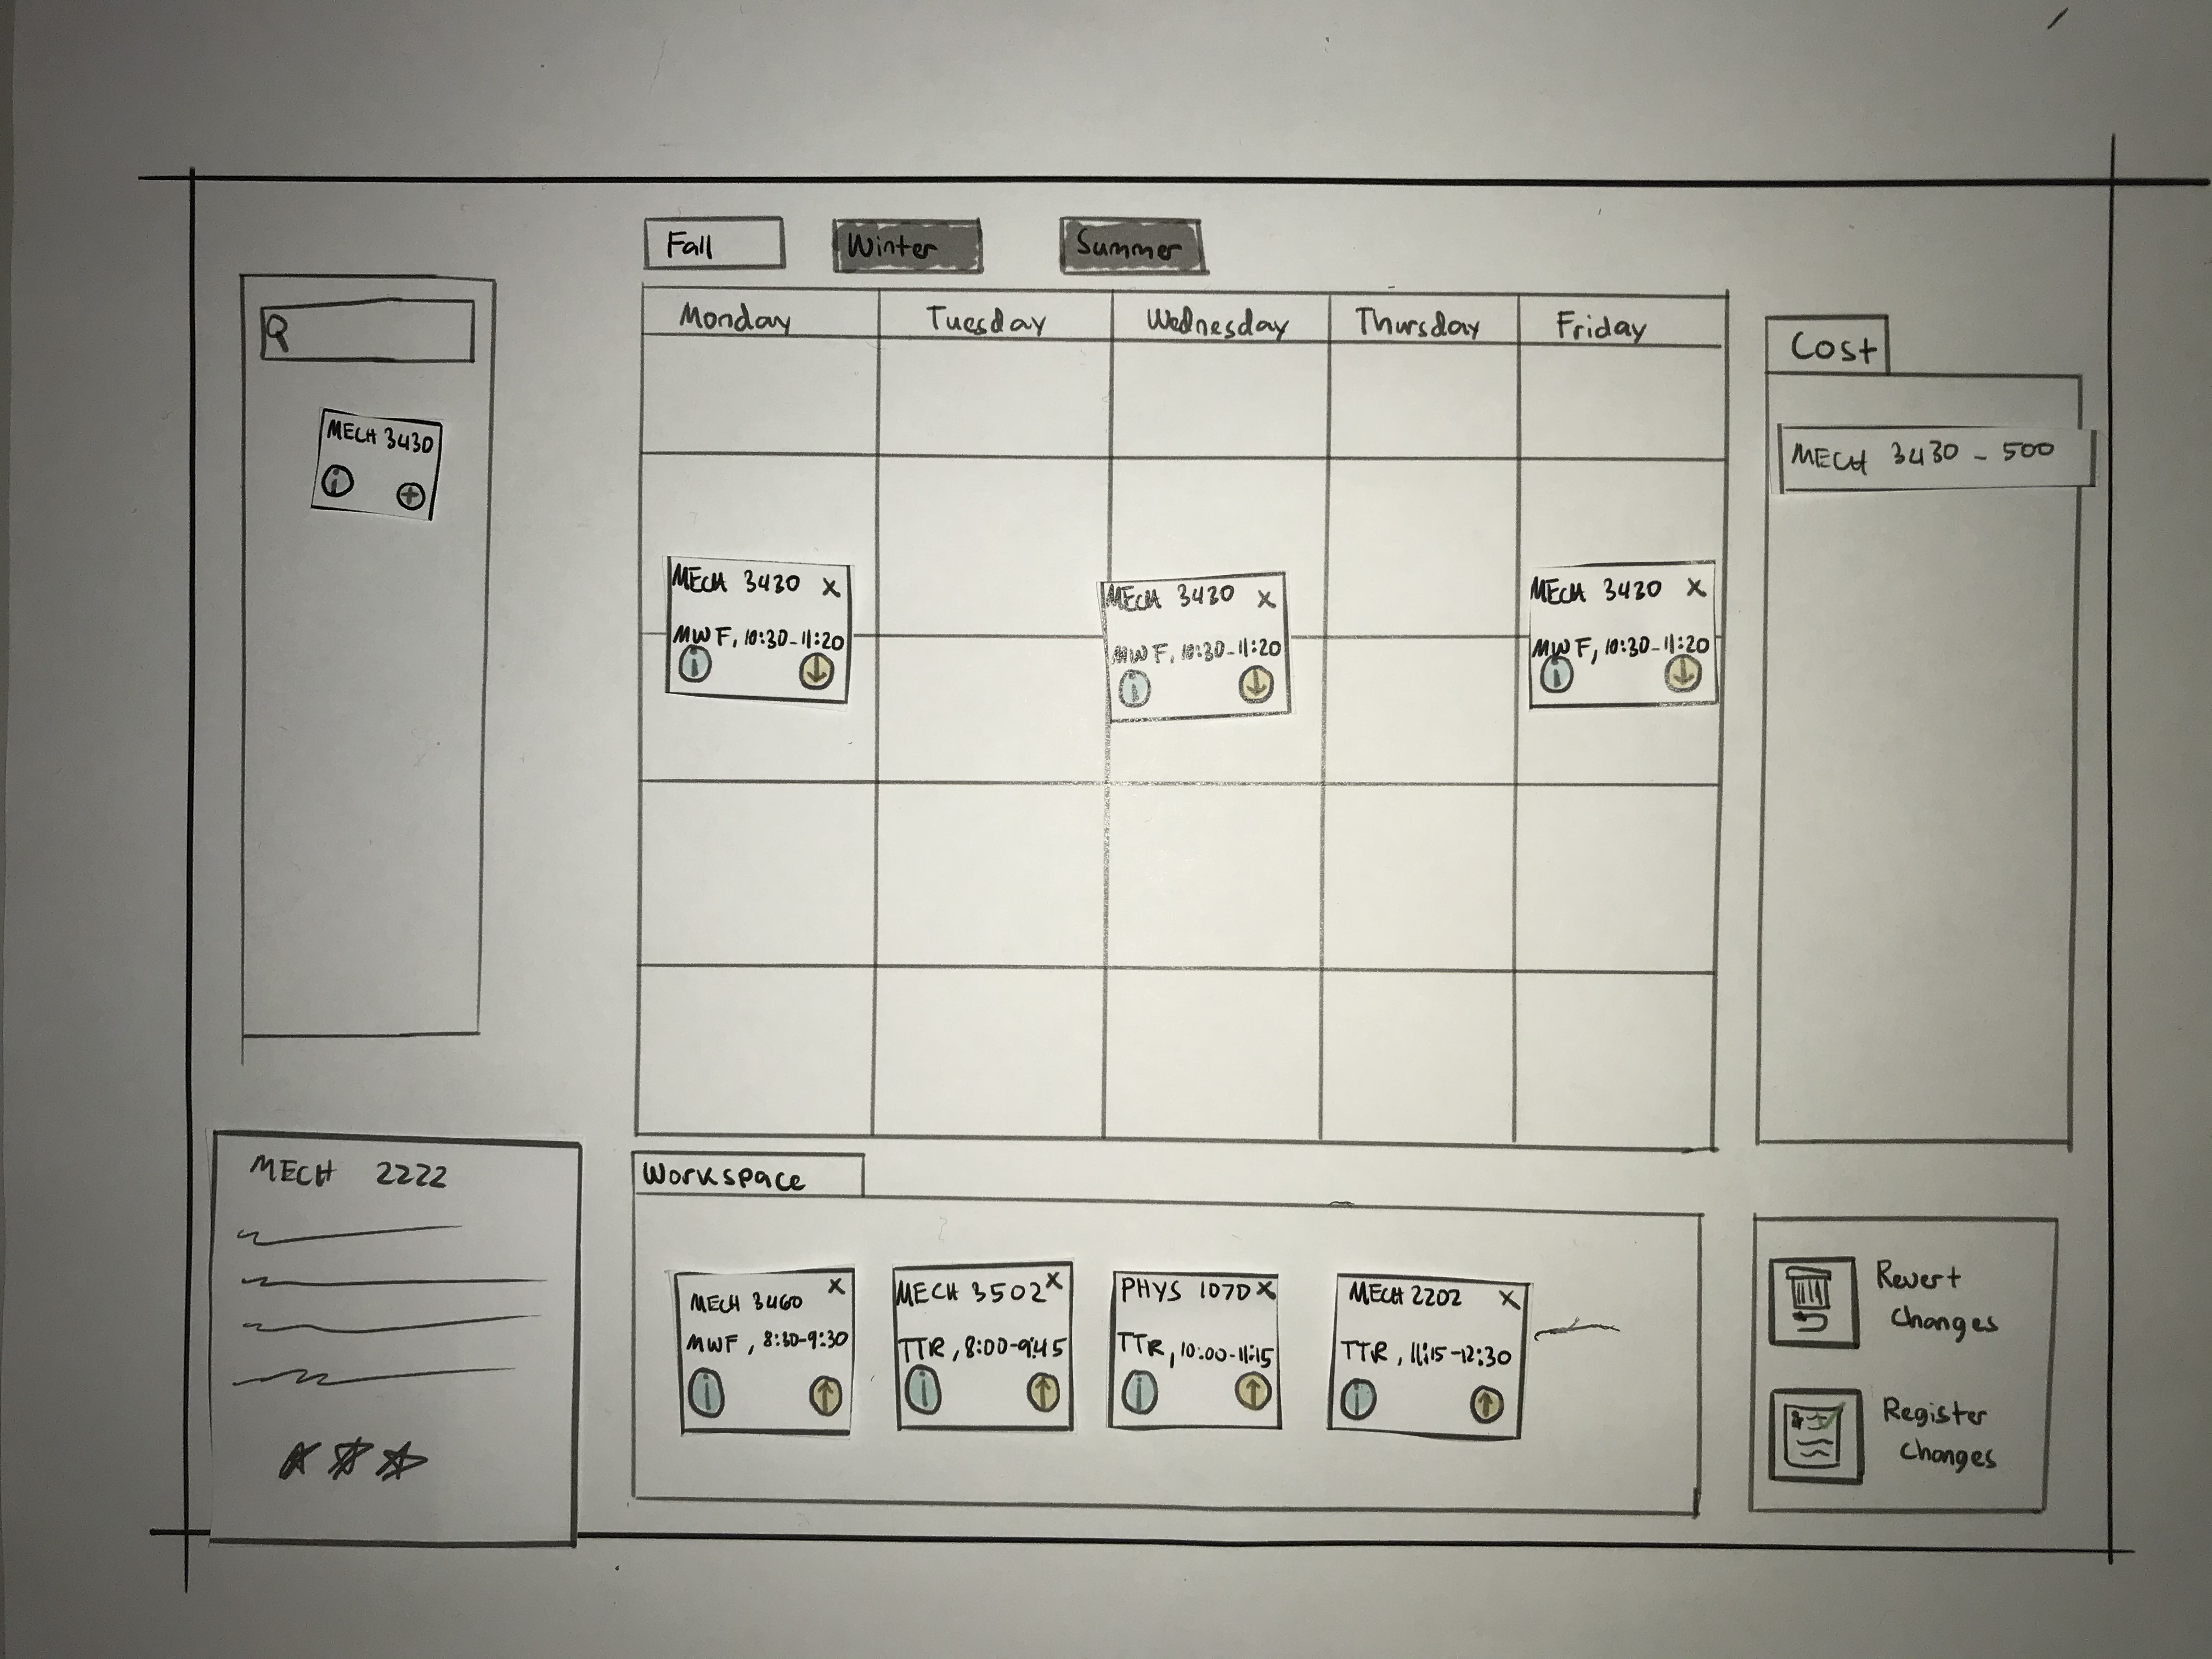 Fall
Winter
Summer
Monday
Tuesday
Wednesday
Thursday
Friday
Cost
MECH 3430
i
+
MECH 3430 - 500
MECH 3430 X
MWF, 10:30-11:20
i ↓
MECH 3430 X
MWF, 10:30-11:20
i ↓
MECH 3430 X
MWF, 10:30-11:20
i ↓
MECH 2222
Workspace
X
MECH 3460
MWF, 8:30-9:30
i ↑
MECH 3502 X
TTR, 8:00-9:45
i ↑
PHYS 1070 X
TTR, 10:00-11:15
i ↑
MECH 2202 X
TTR, 11:15-12:30
i ↑
Revert
Changes
Register
Changes